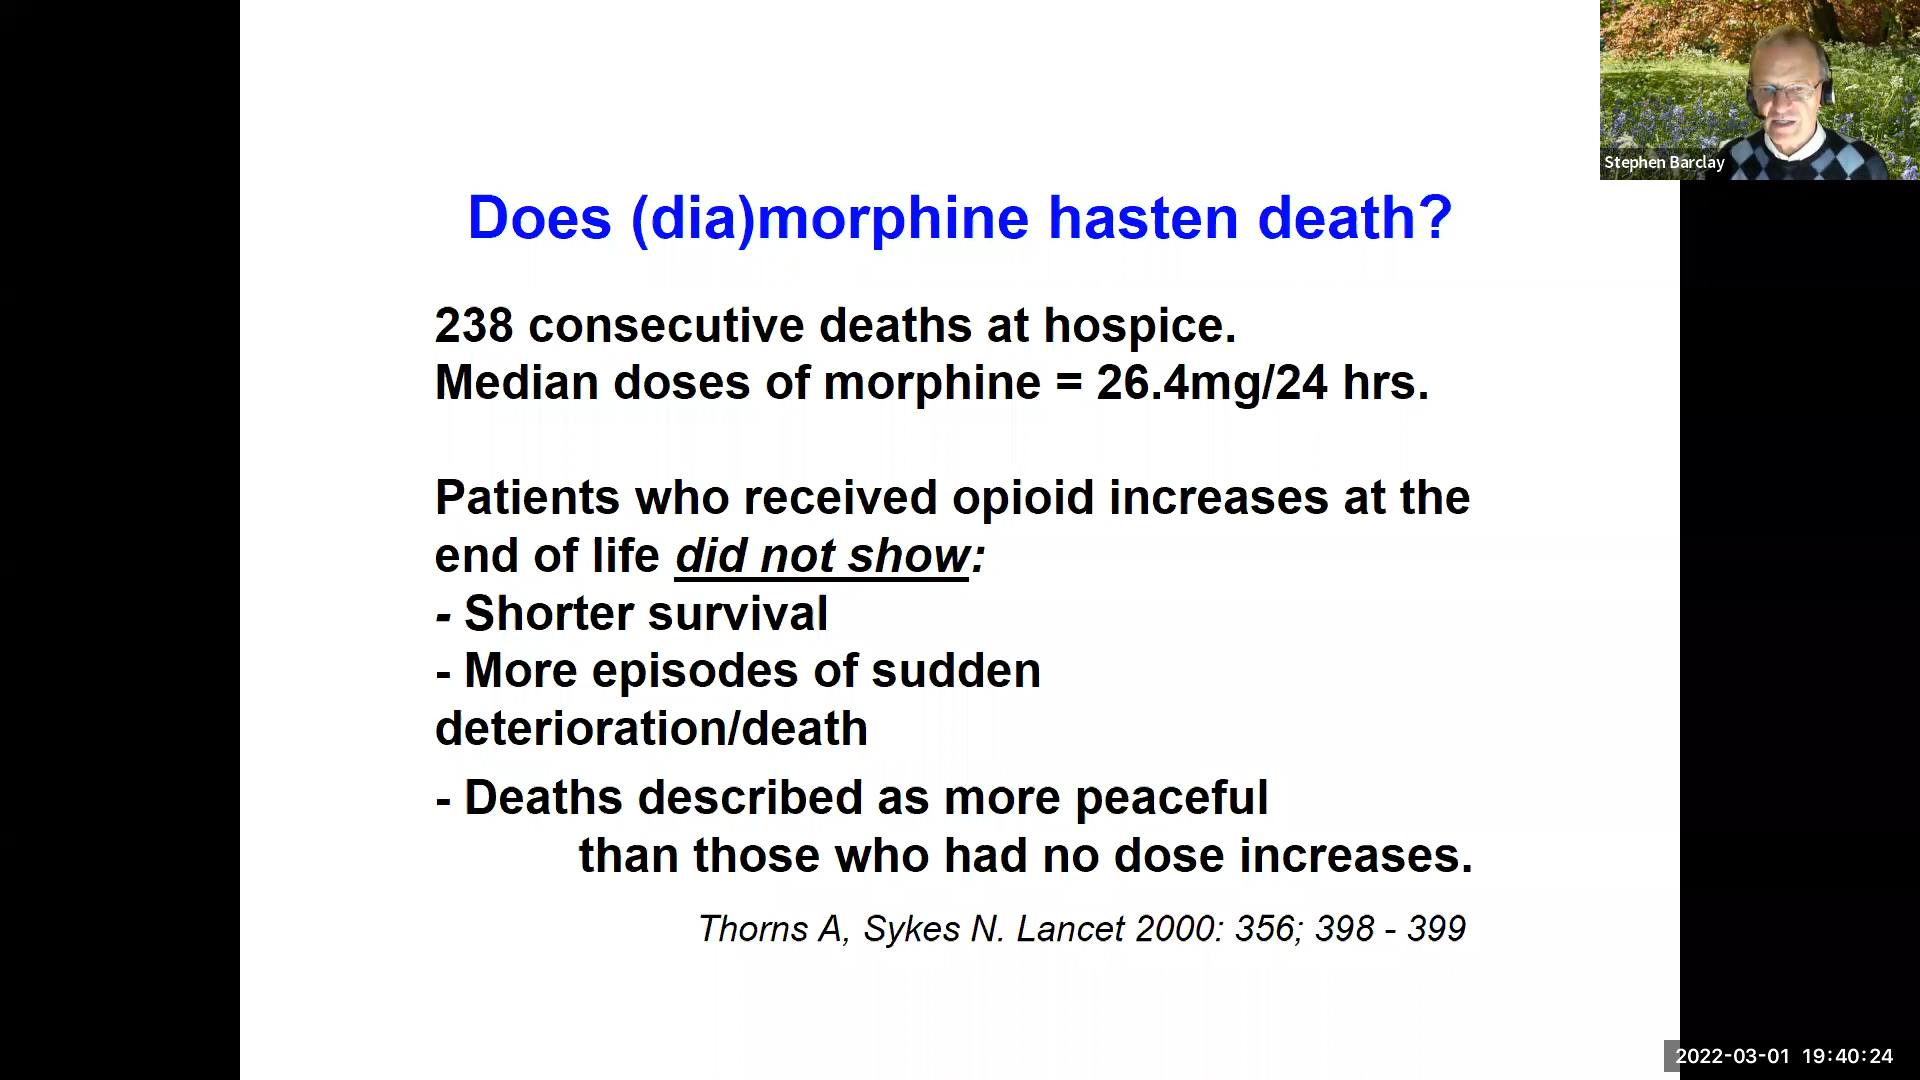 Stephen Barclay
Does (dia)morphine hasten death?
238 consecutive deaths at hospice.
Median doses of morphine = 26.4mg/24 hrs.
Patients who received opioid increases at the
end of life did not show:
- Shorter survival
- More episodes of sudden
deterioration/death
- Deaths described as more peaceful
than those who had no dose increases.
Thorns A, Sykes N. Lancet 2000: 356; 398 - 399
2022-03-01 19:40:24